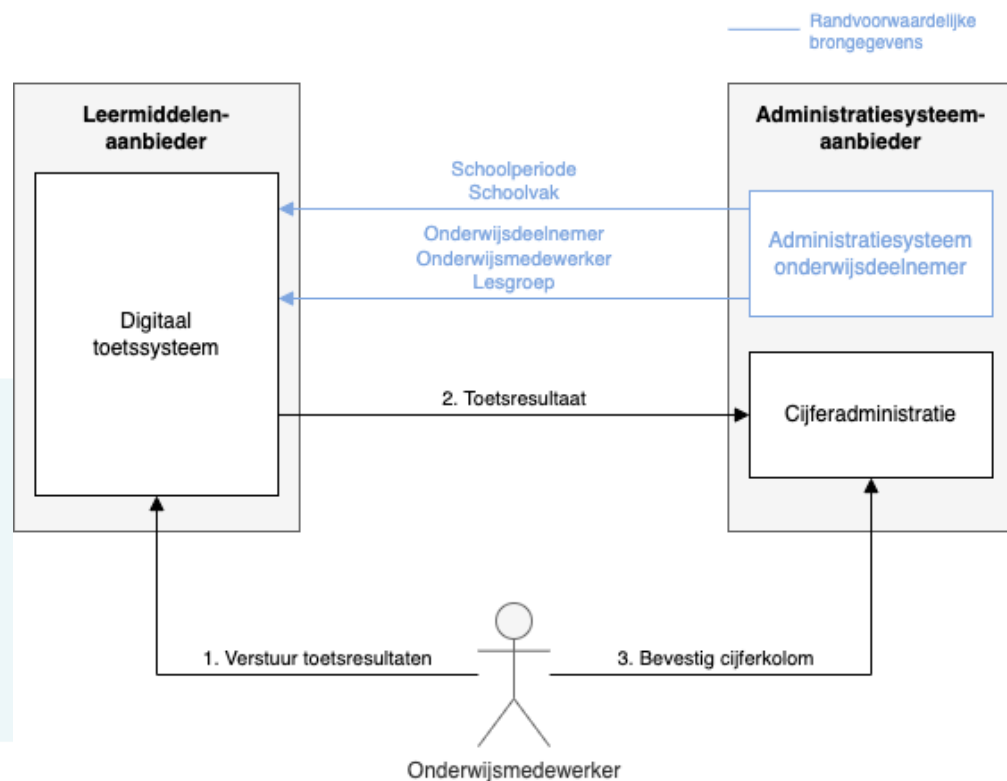 Randvoorwaardelijke
brongegevens
Leermiddelen-
aanbieder
Administratiesysteem-
aanbieder
Schoolperiode
Schoolvak
Onderwijsdeelnemer
Onderwijsmedewerker
Lesgroep
Administratiesysteem
onderwijsdeelnemer
Digitaal
toetssysteem
2. Toetsresultaat
Cijferadministratie
1. Verstuur toetsresultaten
3. Bevestig cijferkolom
Onderwijsmedewerker